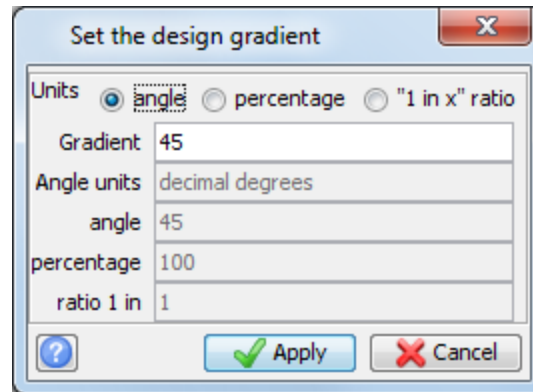 Set the design gradient
Units angle percentage "1 in x" ratio
Gradient 45
Angle units decimal degrees
angle 45
percentage 100
ratio 1 in 1
Apply Cancel